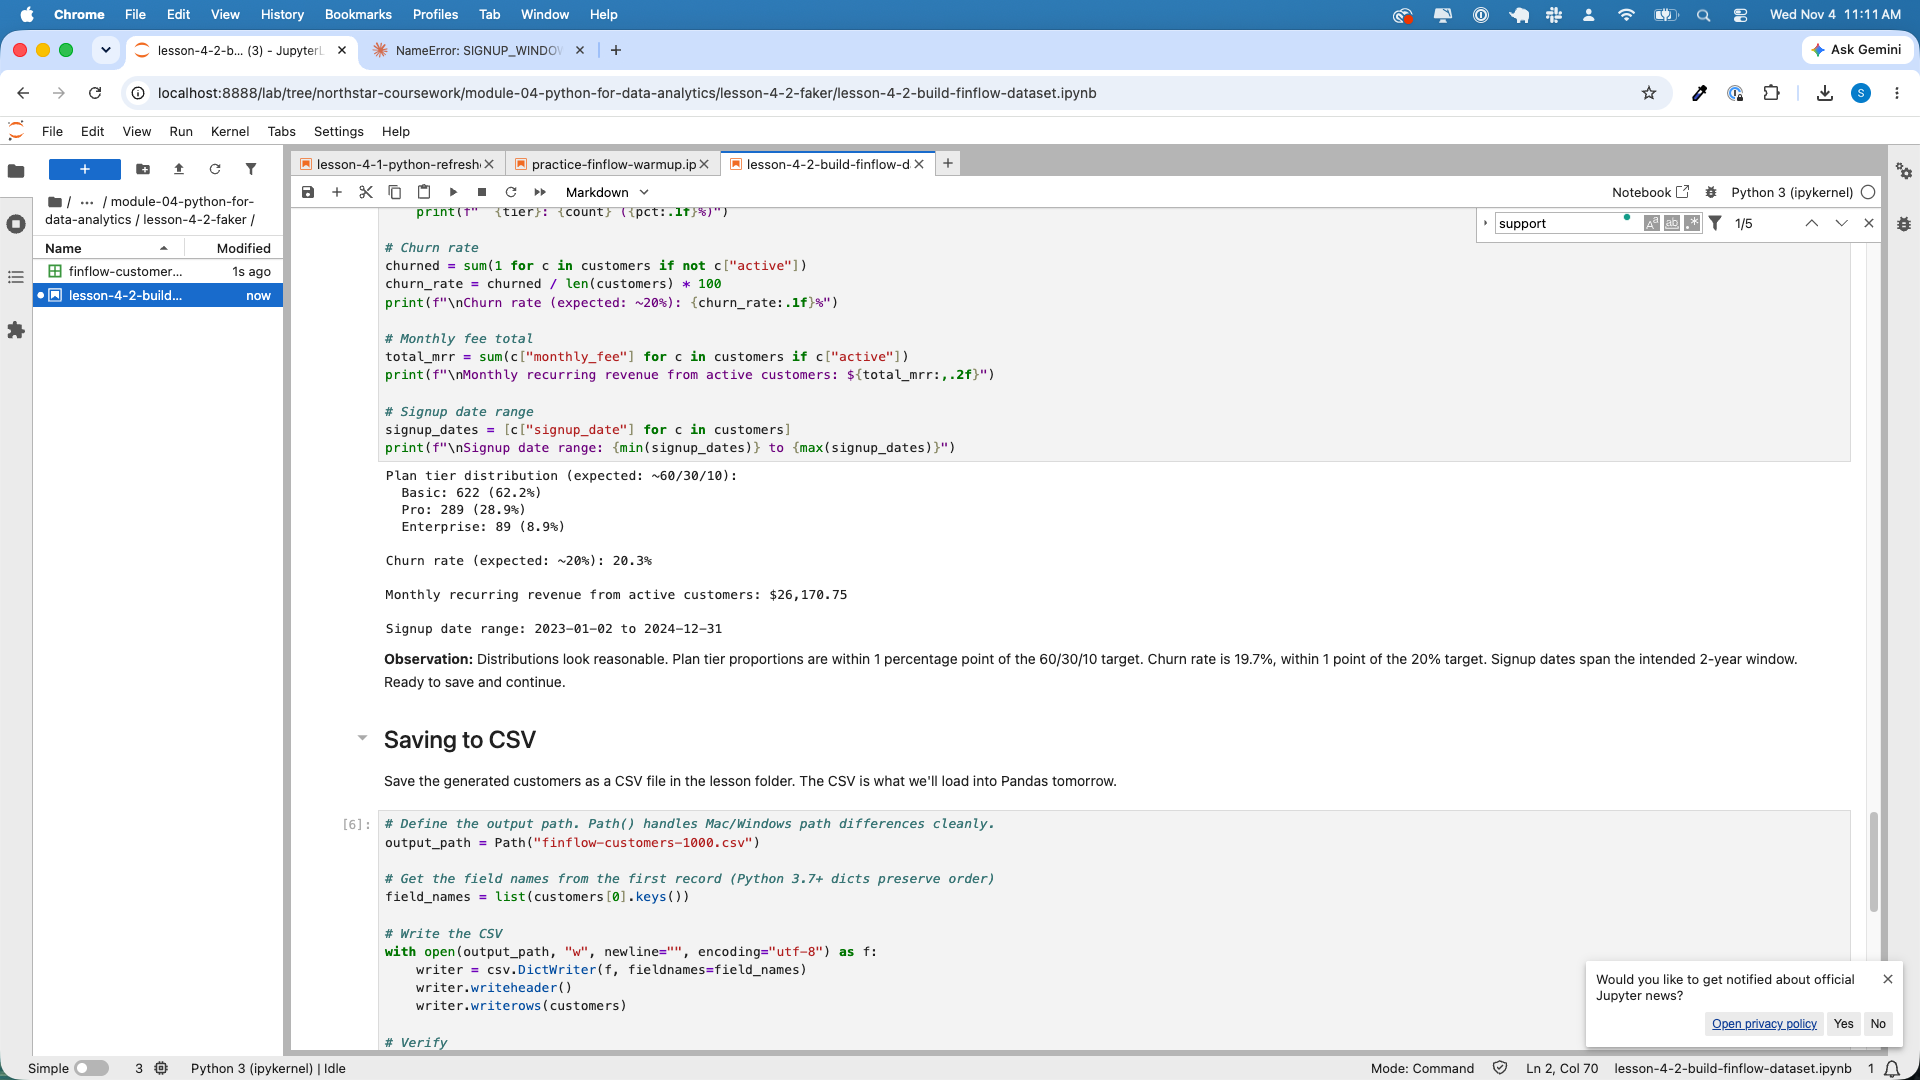 Chrome File Edit View History Bookmarks Profiles Tab Window Help Wed Nov 4 11:11 AM
lesson-4-2-b... (3) - JupyterL NameError: SIGNUP_WINDOW Ask Gemini
localhost:8888/lab/tree/northstar-coursework/module-04-python-for-data-analytics/lesson-4-2-faker/lesson-4-2-build-finflow-dataset.ipynb S
File Edit View Run Kernel Tabs Settings Help
lesson-4-1-python-refresh lesson practice-finflow-warmup.ip lesson-4-2-build-finflow-d
Markdown Notebook Python 3 (ipykernel)
/ ... / module-04-python-for-
data-analytics / lesson-4-2-faker /
Name Modified
finflow-customer... 1s ago
lesson-4-2-build... now
support 1/5
print(f"  {tier}: {count} ({pct:.1f}%)")
# Churn rate
churned = sum(1 for c in customers if not c["active"])
churn_rate = churned / len(customers) * 100
print(f"\nChurn rate (expected: ~20%): {churn_rate:.1f}%")
# Monthly fee total
total_mrr = sum(c["monthly_fee"] for c in customers if c["active"])
print(f"\nMonthly recurring revenue from active customers: ${total_mrr:,.2f}")
# Signup date range
signup_dates = [c["signup_date"] for c in customers]
print(f"\nSignup date range: {min(signup_dates)} to {max(signup_dates)}")
Plan tier distribution (expected: ~60/30/10):
Basic: 622 (62.2%)
Pro: 289 (28.9%)
Enterprise: 89 (8.9%)
Churn rate (expected: ~20%): 20.3%
Monthly recurring revenue from active customers: $26,170.75
Signup date range: 2023-01-02 to 2024-12-31
Observation: Distributions look reasonable. Plan tier proportions are within 1 percentage point of the 60/30/10 target. Churn rate is 19.7%, within 1 point of the 20% target. Signup dates span the intended 2-year window.
Ready to save and continue.
Saving to CSV
Save the generated customers as a CSV file in the lesson folder. The CSV is what we'll load into Pandas tomorrow.
[6]:
# Define the output path. Path() handles Mac/Windows path differences cleanly.
output_path = Path("finflow-customers-1000.csv")
# Get the field names from the first record (Python 3.7+ dicts preserve order)
field_names = list(customers[0].keys())
# Write the CSV
with open(output_path, "w", newline="", encoding="utf-8") as f:
writer = csv.DictWriter(f, fieldnames=field_names)
writer.writeheader()
writer.writerows(customers)
# Verify
Would you like to get notified about official
Jupyter news?
Open privacy policy Yes No
Simple 3 Python 3 (ipykernel) | Idle Mode: Command Ln 2, Col 70 lesson-4-2-build-finflow-dataset.ipynb 1